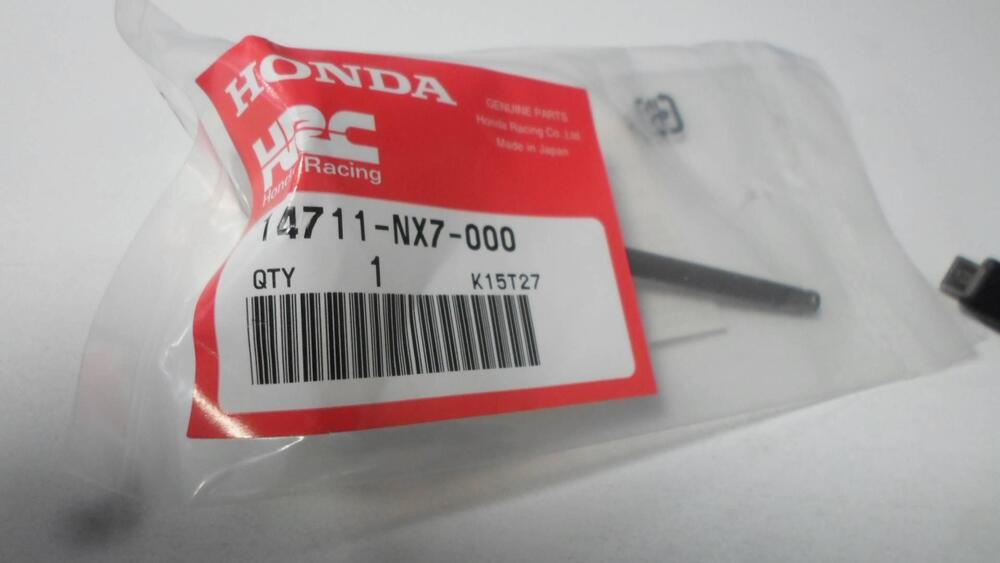 HONDA
HRC
Honda Racing
GENUINE PARTS
Honda Racing Co.,Ltd.
Made in Japan
14711-NX7-000
QTY 1 K15T27